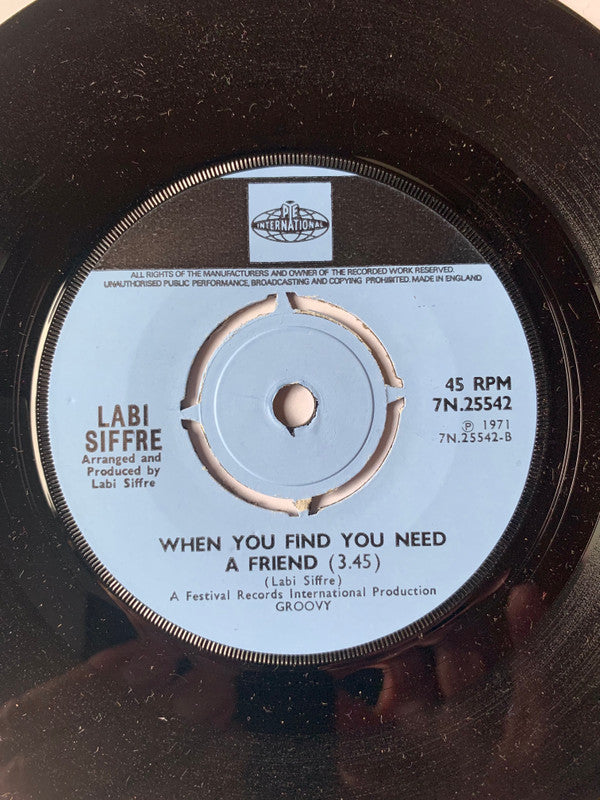 PYE
INTERNATIONAL
ALL RIGHTS OF THE MANUFACTURERS AND OWNER OF THE RECORDED WORK RESERVED.
UNAUTHORISED PUBLIC PERFORMANCE, BROADCASTING AND COPYING PROHIBITED. MADE IN ENGLAND
45 RPM
7N.25542
Ⓟ 1971
7N.25542-B
LABI
SIFFRE
Arranged and
Produced by
Labi Siffre
WHEN YOU FIND YOU NEED
A FRIEND (3.45)
(Labi Siffre)
A Festival Records International Production
GROOVY